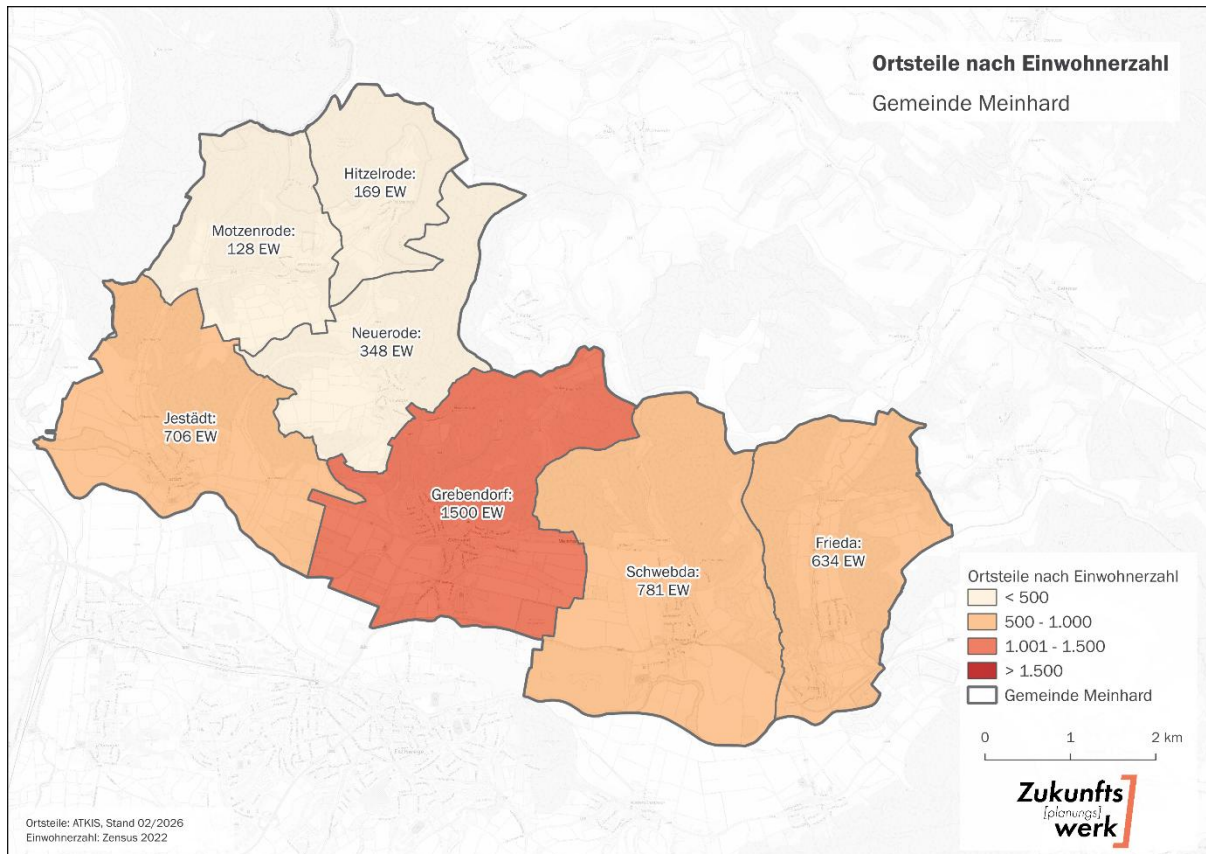 Ortsteile nach Einwohnerzahl
Gemeinde Meinhard
Hitzelrode:
169 EW
Motzenrode:
128 EW
Neuerode:
348 EW
Jestädt:
706 EW
Grebendorf:
1500 EW
Schwebda:
781 EW
Frieda:
634 EW
Ortsteile nach Einwohnerzahl
< 500
500 - 1.000
1.001 - 1.500
> 1.500
Gemeinde Meinhard
0 1 2 km
Zukunfts
[planungs]
werk
Ortsteile: ATKIS, Stand 02/2026
Einwohnerzahl: Zensus 2022